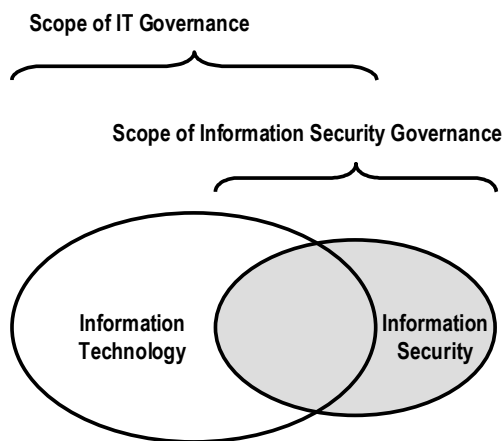 Scope of IT Governance
Scope of Information Security Governance
Information
Technology
Information
Security